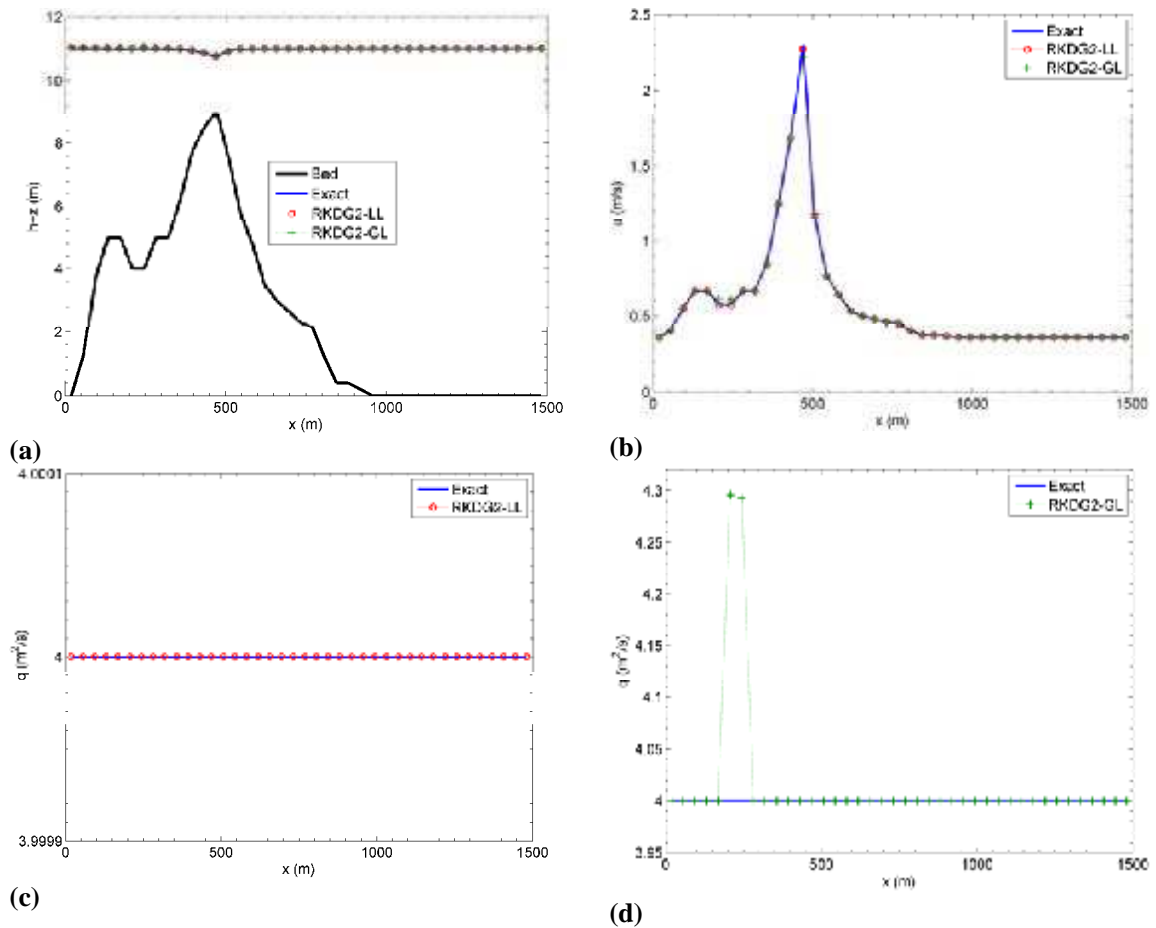 12
10
8
6
4
2
0
0
500
1000
1500
h-z (m)
x (m)
Bed
Exact
RKDG2-LL
RKDG2-GL
(a)
2.5
2
1.5
1
0.5
0
0
500
1000
1500
u (m/s)
x (m)
Exact
RKDG2-LL
RKDG2-GL
(b)
4.0001
4
3.9999
0
500
1000
1500
q (m²/s)
x (m)
Exact
RKDG2-LL
(c)
4.3
4.25
4.2
4.15
4.1
4.05
4
3.95
0
500
1000
1500
q (m²/s)
x (m)
Exact
RKDG2-GL
(d)